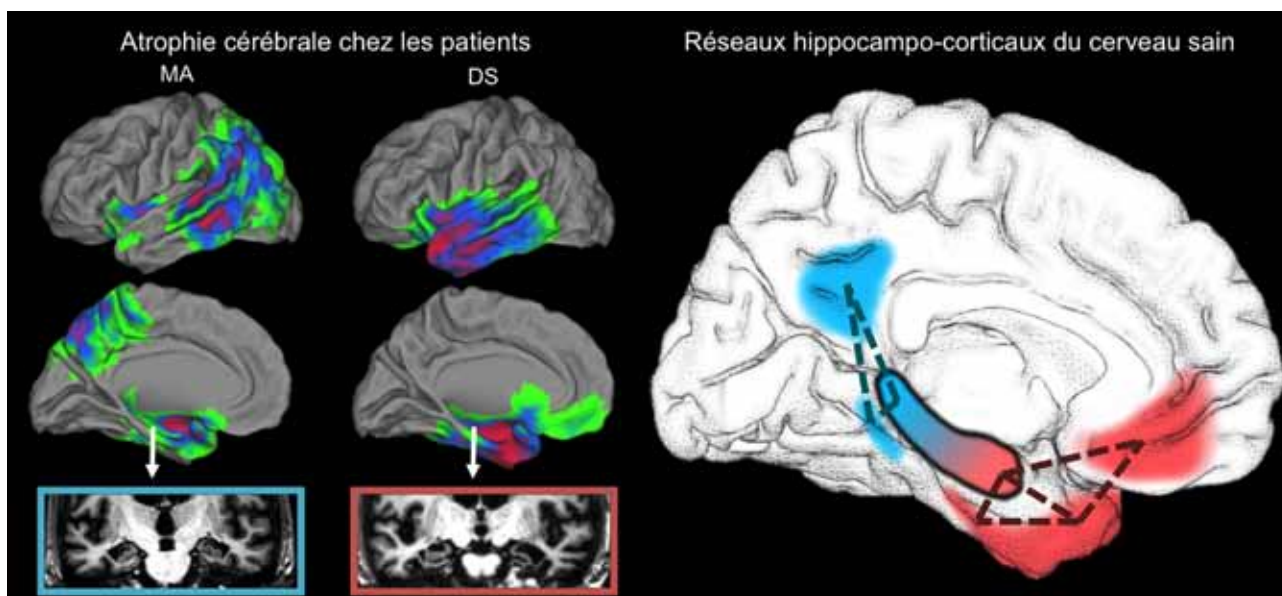 Atrophie cérébrale chez les patients
MA
DS
Réseaux hippocampo-corticaux du cerveau sain